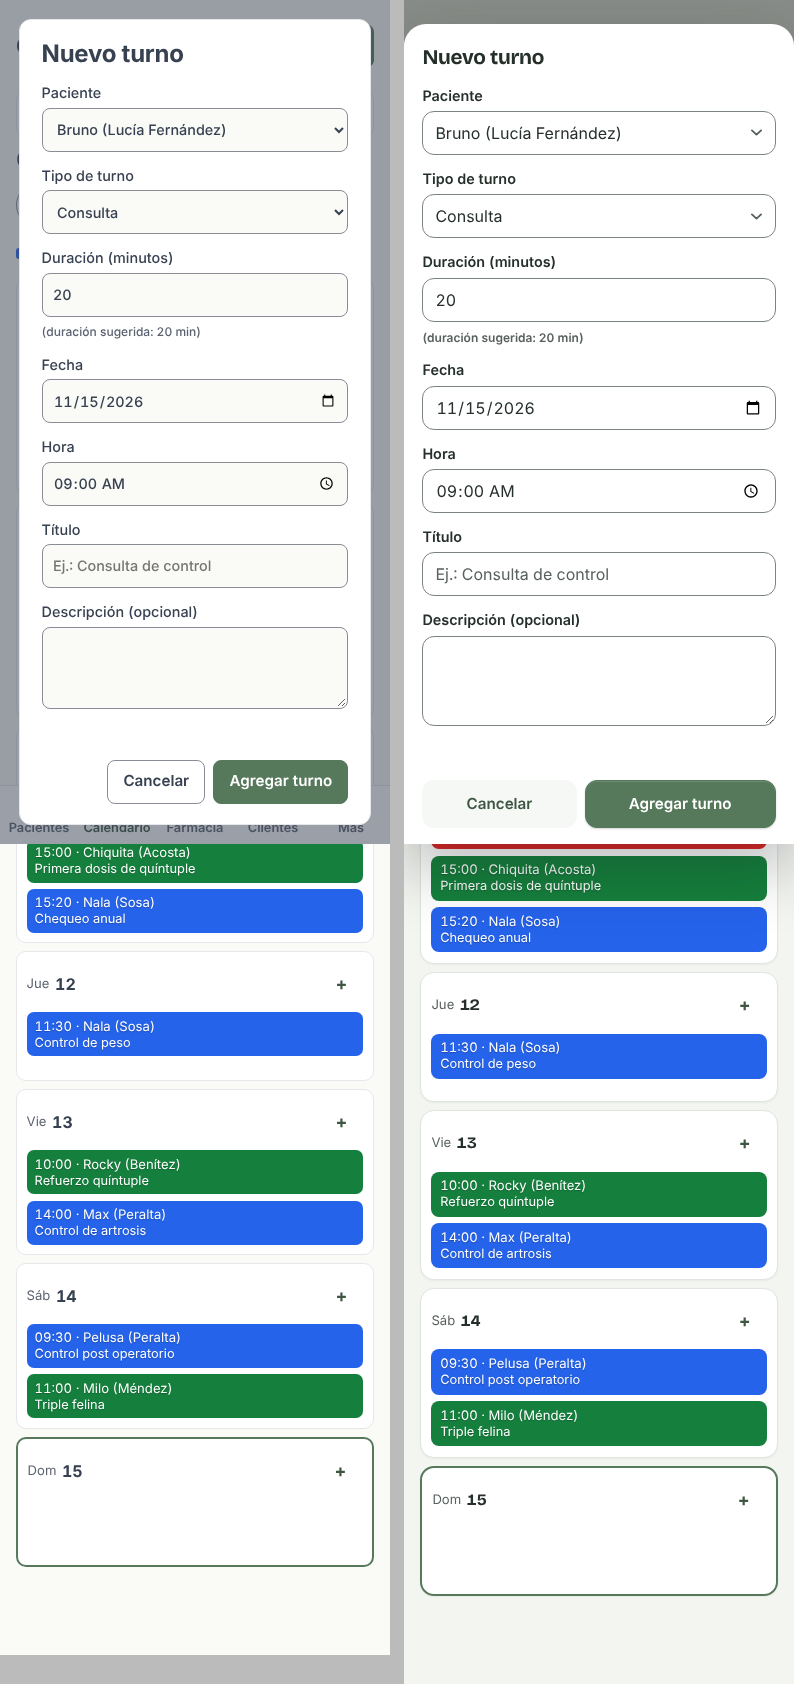 Nuevo turno
Paciente
Bruno (Lucía Fernández)
Tipo de turno
Consulta
Duración (minutos)
20
(duración sugerida: 20 min)
Fecha
11/15/2026
Hora
09:00 AM
Título
Ej.: Consulta de control
Descripción (opcional)
Cancelar
Agregar turno
Pacientes
Calendario
Farmacia
Clientes
Más
15:00 · Chiquita (Acosta)
Primera dosis de quíntuple
15:20 · Nala (Sosa)
Chequeo anual
Jue 12
+
11:30 · Nala (Sosa)
Control de peso
Vie 13
+
10:00 · Rocky (Benítez)
Refuerzo quíntuple
14:00 · Max (Peralta)
Control de artrosis
Sáb 14
+
09:30 · Pelusa (Peralta)
Control post operatorio
11:00 · Milo (Méndez)
Triple felina
Dom 15
+
Nuevo turno
Paciente
Bruno (Lucía Fernández)
Tipo de turno
Consulta
Duración (minutos)
20
(duración sugerida: 20 min)
Fecha
11/15/2026
Hora
09:00 AM
Título
Ej.: Consulta de control
Descripción (opcional)
Cancelar
Agregar turno
15:00 · Chiquita (Acosta)
Primera dosis de quíntuple
15:20 · Nala (Sosa)
Chequeo anual
Jue 12
+
11:30 · Nala (Sosa)
Control de peso
Vie 13
+
10:00 · Rocky (Benítez)
Refuerzo quíntuple
14:00 · Max (Peralta)
Control de artrosis
Sáb 14
+
09:30 · Pelusa (Peralta)
Control post operatorio
11:00 · Milo (Méndez)
Triple felina
Dom 15
+